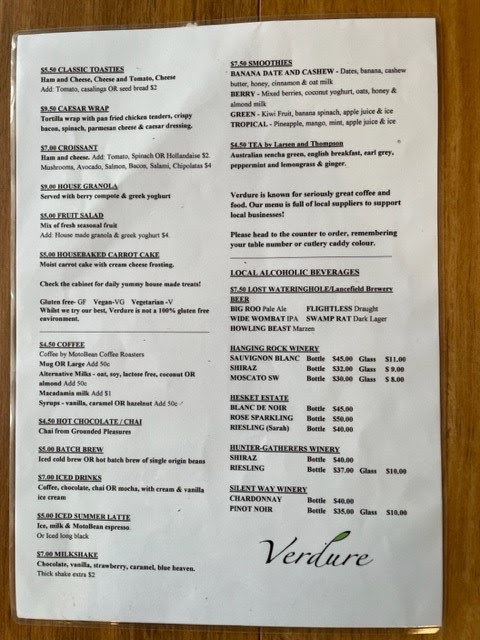 $5.50 CLASSIC TOASTIES
Ham and Cheese, Cheese and Tomato, Cheese
Add: Tomato, casalinga OR seed bread $2
$9.50 CAESAR WRAP
Tortilla wrap with pan fried chicken tenders, crispy
bacon, spinach, parmesan cheese & caesar dressing.
$7.00 CROISSANT
Ham and cheese. Add: Tomato, Spinach OR Hollandaise $2.
Mushrooms, Avocado, Salmon, Bacon, Salami, Chipolatas $4
$9.00 HOUSE GRANOLA
Served with berry compote & greek yoghurt
$5.00 FRUIT SALAD
Mix of fresh seasonal fruit
Add: House made granola & greek yoghurt $4.
$5.00 HOUSEBAKED CARROT CAKE
Moist carrot cake with cream cheese frosting.
Check the cabinet for daily yummy house made treats!
Gluten free- GF Vegan-VG Vegetarian -V
Whilst we try our best, Verdure is not a 100% gluten free
environment.
$4.50 COFFEE
Coffee by MotoBean Coffee Roasters
Mug OR Large Add 50c
Alternative Milks - oat, soy, lactose free, coconut OR
almond Add 50c
Macadamia milk Add $1
Syrups - vanilla, caramel OR hazelnut Add 50c
$4.50 HOT CHOCOLATE / CHAI
Chai from Grounded Pleasures
$5.00 BATCH BREW
Iced cold brew OR hot batch brew of single origin beans
$7.00 ICED DRINKS
Coffee, chocolate, chai OR mocha, with cream & vanilla
ice cream
$5.00 ICED SUMMER LATTE
Ice, milk & MotoBean espresso
Or Iced long black
$7.00 MILKSHAKE
Chocolate, vanilla, strawberry, caramel, blue heaven.
Thick shake extra $2
$7.50 SMOOTHIES
BANANA DATE AND CASHEW - Dates, banana, cashew
butter, honey, cinnamon & oat milk
BERRY - Mixed berries, coconut yoghurt, oats, honey &
almond milk
GREEN - Kiwi Fruit, banana spinach, apple juice & ice
TROPICAL - Pineapple, mango, mint, apple juice & ice
$4.50 TEA by Larsen and Thompson
Australian sencha green, english breakfast, earl grey,
peppermint and lemongrass & ginger.
Verdure is known for seriously great coffee and
food. Our menu is full of local suppliers to support
local businesses!
Please head to the counter to order, remembering
your table number or cutlery caddy colour.
LOCAL ALCOHOLIC BEVERAGES
$7.50 LOST WATERINGHOLE/Lancefield Brewery
BEER
BIG ROO Pale Ale FLIGHTLESS Draught
WIDE WOMBAT IPA SWAMP RAT Dark Lager
HOWLING BEAST Marzen
HANGING ROCK WINERY
SAUVIGNON BLANC Bottle $45.00 Glass $11.00
SHIRAZ Bottle $32.00 Glass $ 9.00
MOSCATO SW Bottle $30.00 Glass $ 8.00
HESKET ESTATE
BLANC DE NOIR Bottle $45.00
ROSE SPARKLING Bottle $50.00
RIESLING (Sarah) Bottle $40.00
HUNTER-GATHERERS WINERY
SHIRAZ Bottle $40.00
RIESLING Bottle $37.00 Glass $10.00
SILENT WAY WINERY
CHARDONNAY Bottle $40.00
PINOT NOIR Bottle $35.00 Glass $10.00
Verdure